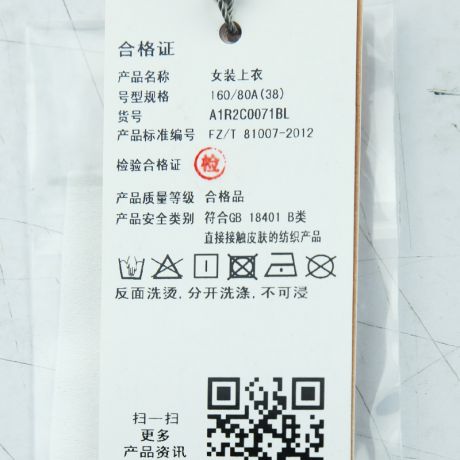 合格证
产品名称 女装上衣
号型规格 160/80A(38)
货号 A1R2C0071BL
产品标准编号 FZ/T 81007-2012
检验合格证 检
产品质量等级 合格品
产品安全类别 符合GB 18401 B类
直接接触皮肤的纺织产品
反面洗烫,分开洗涤,不可浸
扫一扫
更多
产品资讯